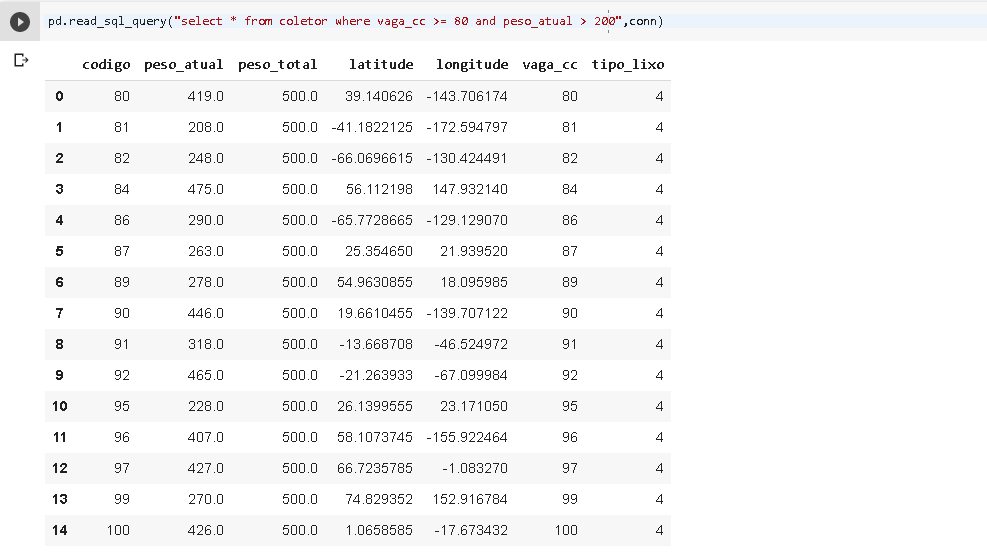 pd.read_sql_query("select * from coletor where vaga_cc >= 80 and peso_atual > 200",conn)
codigo peso_atual peso_total latitude longitude vaga_cc tipo_lixo
0 80 419.0 500.0 39.140626 -143.706174 80 4
1 81 208.0 500.0 -41.1822125 -172.594797 81 4
2 82 248.0 500.0 -66.0696615 -130.424491 82 4
3 84 475.0 500.0 56.112198 147.932140 84 4
4 86 290.0 500.0 -65.7728665 -129.129070 86 4
5 87 263.0 500.0 25.354650 21.939520 87 4
6 89 278.0 500.0 54.9630855 18.095985 89 4
7 90 446.0 500.0 19.6610455 -139.707122 90 4
8 91 318.0 500.0 -13.668708 -46.524972 91 4
9 92 465.0 500.0 -21.263933 -67.099984 92 4
10 95 228.0 500.0 26.1399555 23.171050 95 4
11 96 407.0 500.0 58.1073745 -155.922464 96 4
12 97 427.0 500.0 66.7235785 -1.083270 97 4
13 99 270.0 500.0 74.829352 152.916784 99 4
14 100 426.0 500.0 1.0658585 -17.673432 100 4